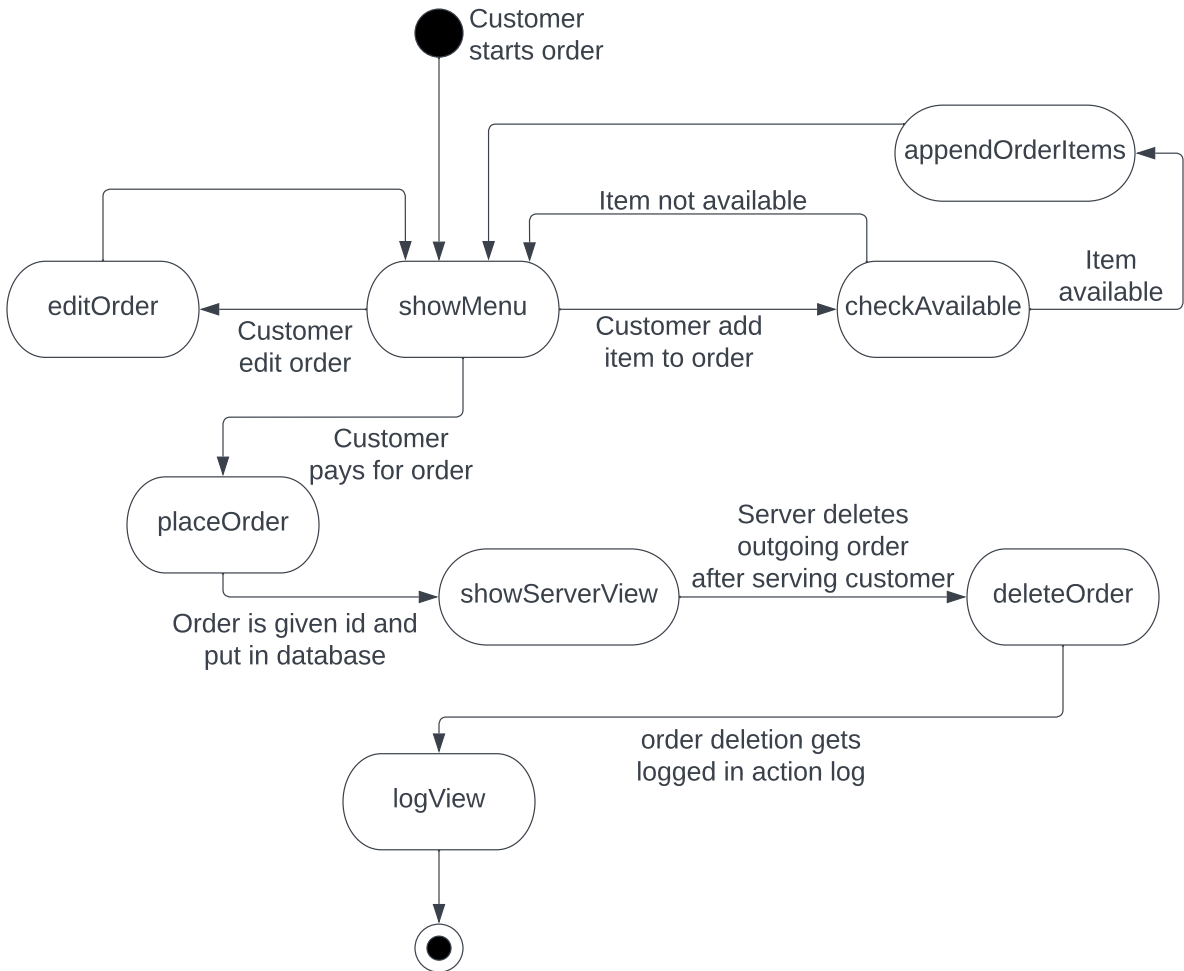 Customer
starts order
appendOrderItems
Item not available
Item
available
editOrder
showMenu
checkAvailable
Customer
edit order
Customer add
item to order
Customer
pays for order
placeOrder
Server deletes
outgoing order
after serving customer
showServerView
deleteOrder
Order is given id and
put in database
order deletion gets
logged in action log
logView